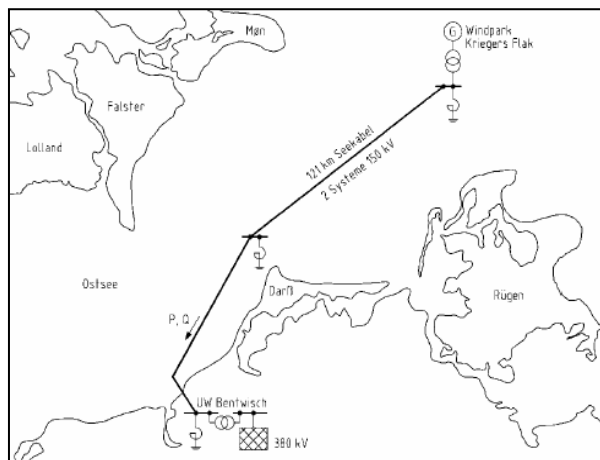 Møn
G
Windpark
Kriegers Flak
Falster
Lolland
121 km Seekabel
2 Systeme 150 kV
Ostsee
Darß
Rügen
P, Q
UW Bentwisch
380 kV